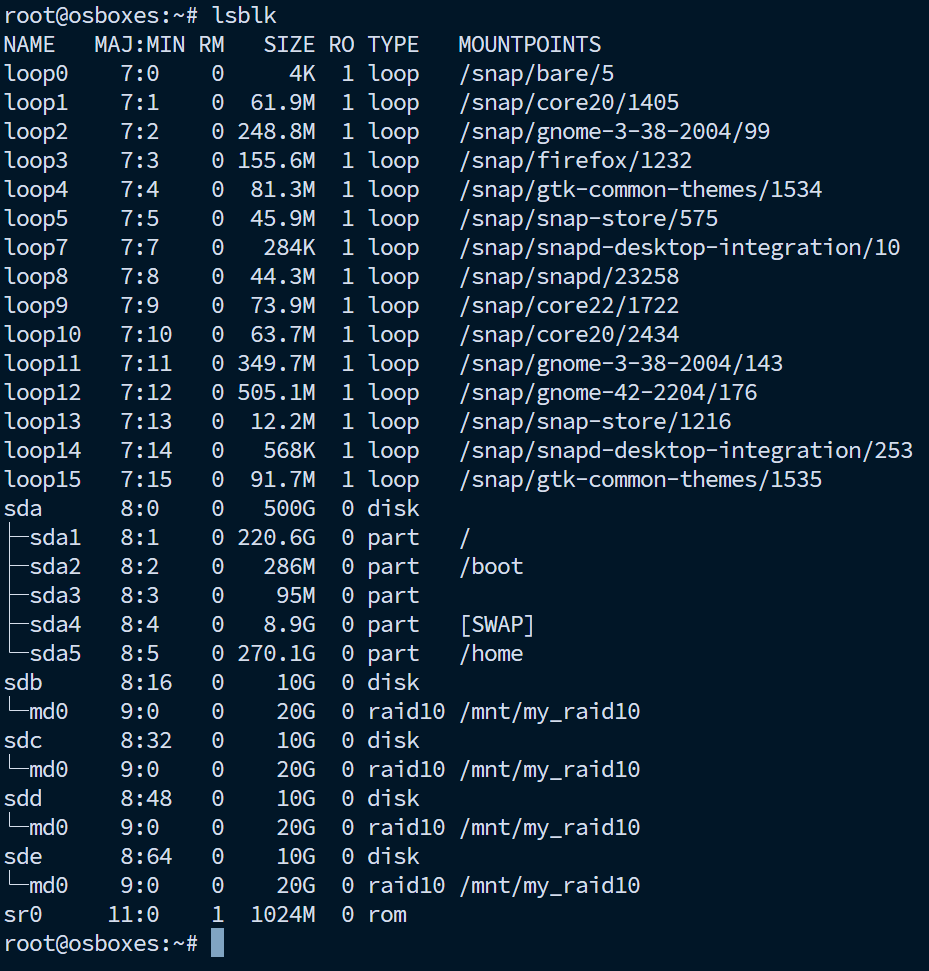 root@osboxes:~# lsblk
NAME   MAJ:MIN RM   SIZE RO TYPE   MOUNTPOINTS
loop0    7:0    0     4K  1 loop   /snap/bare/5
loop1    7:1    0  61.9M  1 loop   /snap/core20/1405
loop2    7:2    0 248.8M  1 loop   /snap/gnome-3-38-2004/99
loop3    7:3    0 155.6M  1 loop   /snap/firefox/1232
loop4    7:4    0  81.3M  1 loop   /snap/gtk-common-themes/1534
loop5    7:5    0  45.9M  1 loop   /snap/snap-store/575
loop7    7:7    0   284K  1 loop   /snap/snapd-desktop-integration/10
loop8    7:8    0  44.3M  1 loop   /snap/snapd/23258
loop9    7:9    0  73.9M  1 loop   /snap/core22/1722
loop10   7:10   0  63.7M  1 loop   /snap/core20/2434
loop11   7:11   0 349.7M  1 loop   /snap/gnome-3-38-2004/143
loop12   7:12   0 505.1M  1 loop   /snap/gnome-42-2204/176
loop13   7:13   0  12.2M  1 loop   /snap/snap-store/1216
loop14   7:14   0   568K  1 loop   /snap/snapd-desktop-integration/253
loop15   7:15   0  91.7M  1 loop   /snap/gtk-common-themes/1535
sda      8:0    0   500G  0 disk
├─sda1   8:1    0 220.6G  0 part   /
├─sda2   8:2    0   286M  0 part   /boot
├─sda3   8:3    0    95M  0 part
├─sda4   8:4    0   8.9G  0 part   [SWAP]
└─sda5   8:5    0 270.1G  0 part   /home
sdb      8:16   0    10G  0 disk
└─md0    9:0    0    20G  0 raid10 /mnt/my_raid10
sdc      8:32   0    10G  0 disk
└─md0    9:0    0    20G  0 raid10 /mnt/my_raid10
sdd      8:48   0    10G  0 disk
└─md0    9:0    0    20G  0 raid10 /mnt/my_raid10
sde      8:64   0    10G  0 disk
└─md0    9:0    0    20G  0 raid10 /mnt/my_raid10
sr0     11:0    1  1024M  0 rom
root@osboxes:~#